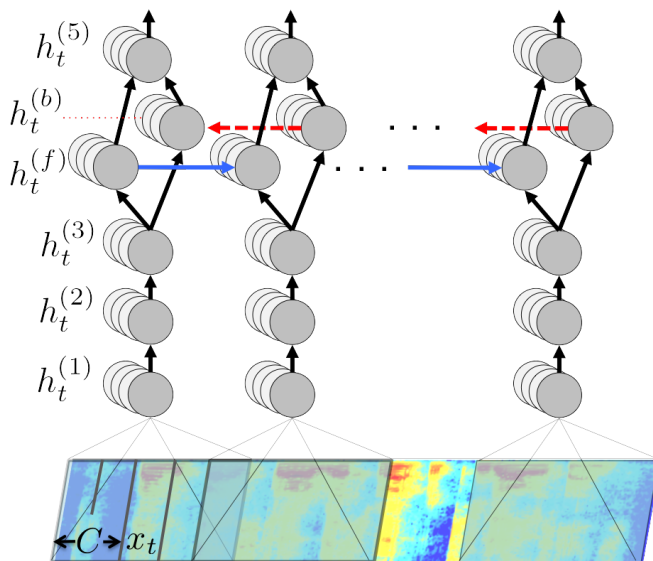 h_t^{(5)}
h_t^{(b)}
. . .
h_t^{(f)}
. . .
h_t^{(3)}
h_t^{(2)}
h_t^{(1)}
C x_t